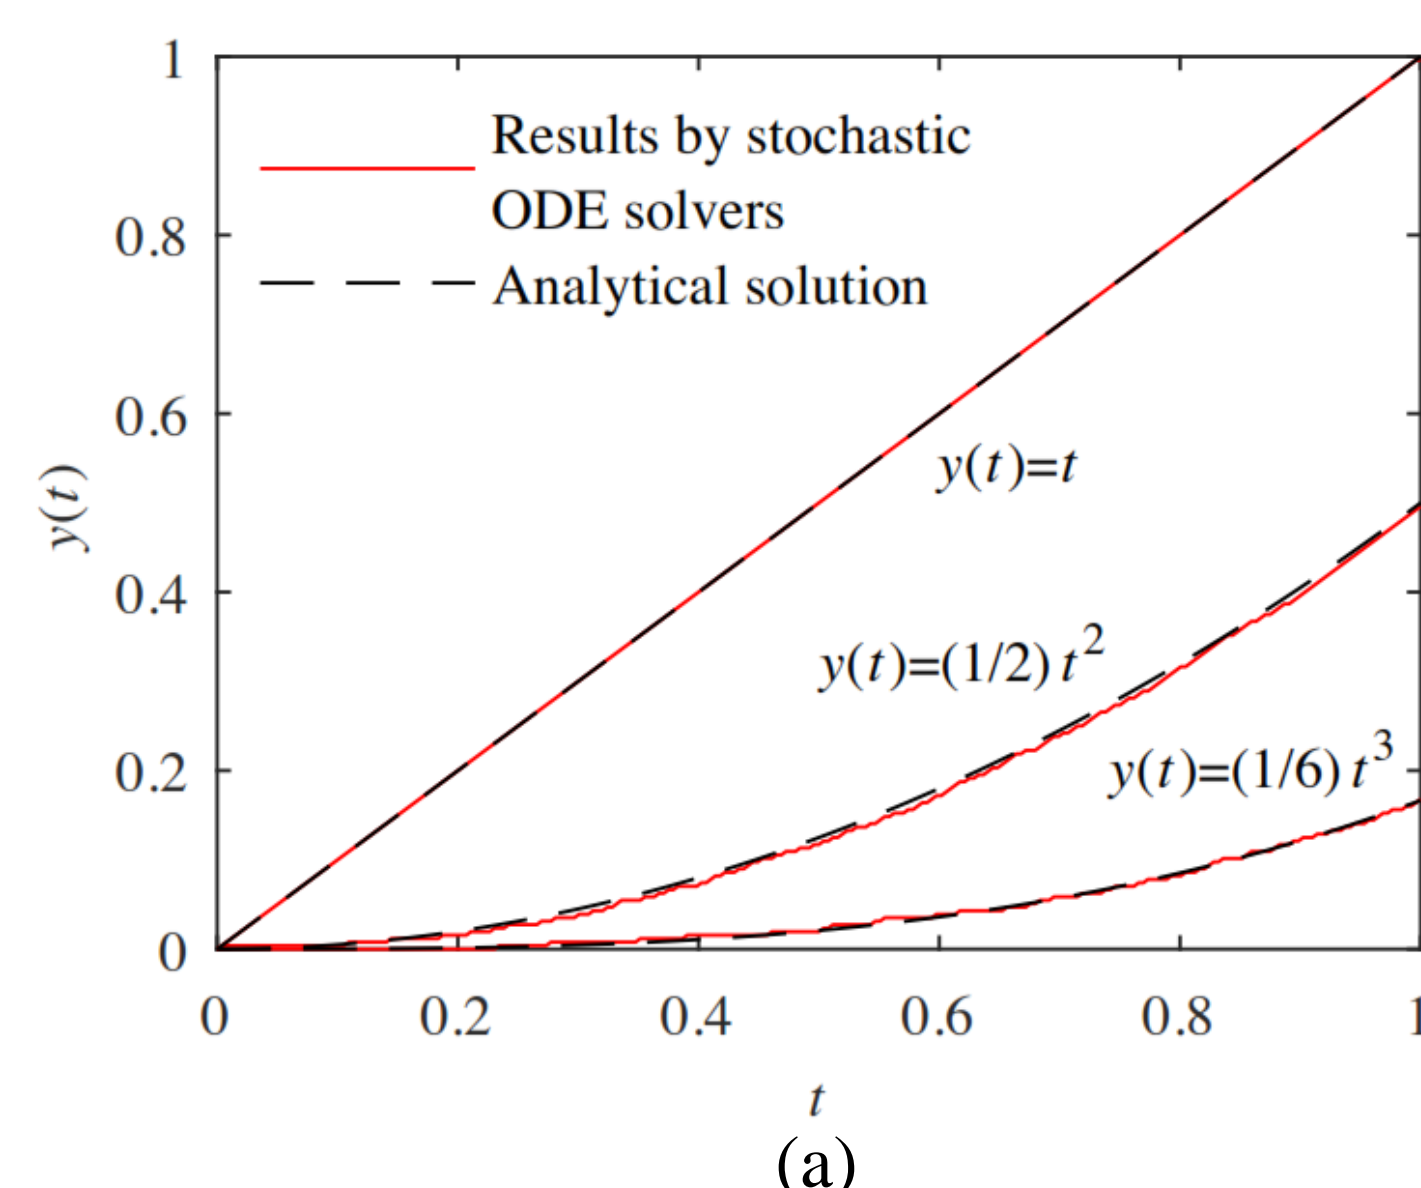 1
0.8
0.6
0.4
0.2
0
y(t)
Results by stochastic
ODE solvers
Analytical solution
y(t)=t
y(t)=(1/2) t²
y(t)=(1/6) t³
0 0.2 0.4 0.6 0.8 1
t
(a)